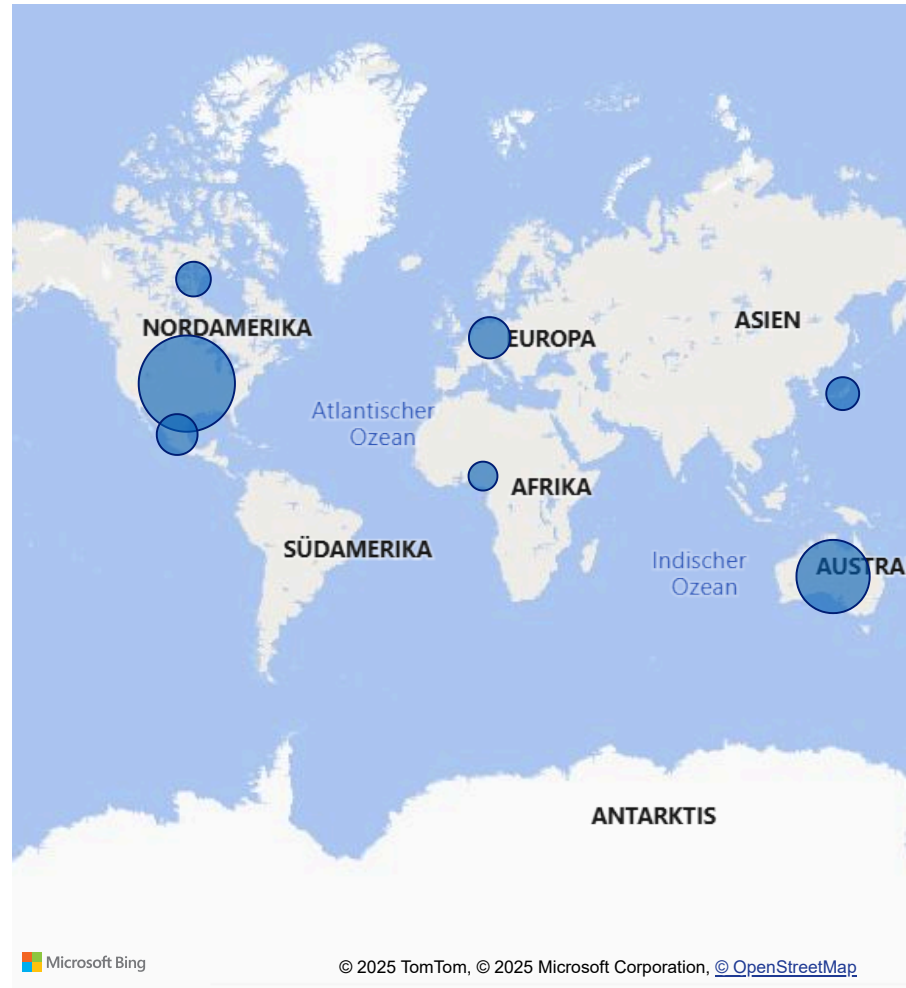 NORDAMERIKA
EUROPA
ASIEN
Atlantischer
Ozean
AFRIKA
SÜDAMERIKA
Indischer
Ozean
AUSTRA
ANTARKTIS
Microsoft Bing
© 2025 TomTom, © 2025 Microsoft Corporation, © OpenStreetMap